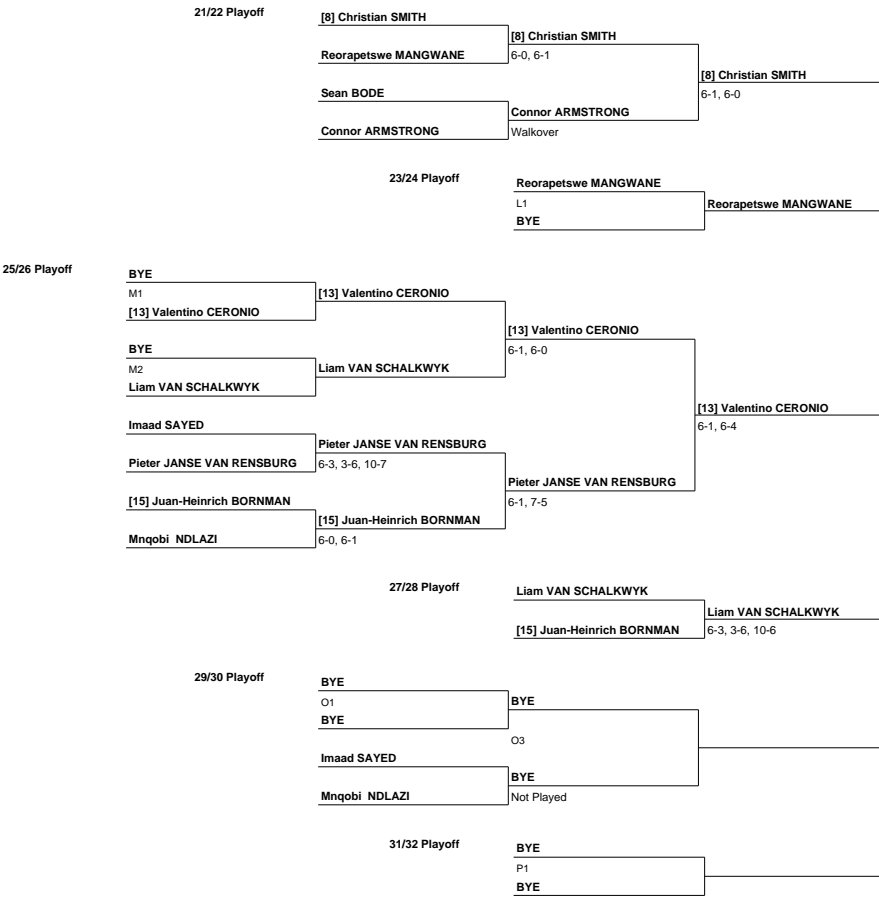 21/22 Playoff
[8] Christian SMITH
[8] Christian SMITH
Reorapetswe MANGWANE
6-0, 6-1
[8] Christian SMITH
Sean BODE
6-1, 6-0
Connor ARMSTRONG
Connor ARMSTRONG
Walkover
23/24 Playoff
Reorapetswe MANGWANE
L1
Reorapetswe MANGWANE
BYE
25/26 Playoff
BYE
M1
[13] Valentino CERONIO
[13] Valentino CERONIO
[13] Valentino CERONIO
BYE
6-1, 6-0
M2
Liam VAN SCHALKWYK
Liam VAN SCHALKWYK
[13] Valentino CERONIO
Imaad SAYED
6-1, 6-4
Pieter JANSE VAN RENSBURG
Pieter JANSE VAN RENSBURG
6-3, 3-6, 10-7
Pieter JANSE VAN RENSBURG
[15] Juan-Heinrich BORNMAN
6-1, 7-5
[15] Juan-Heinrich BORNMAN
Mnqobi  NDLAZI
6-0, 6-1
27/28 Playoff
Liam VAN SCHALKWYK
Liam VAN SCHALKWYK
[15] Juan-Heinrich BORNMAN
6-3, 3-6, 10-6
29/30 Playoff
BYE
O1
BYE
BYE
O3
Imaad SAYED
BYE
Mnqobi  NDLAZI
Not Played
31/32 Playoff
BYE
P1
BYE